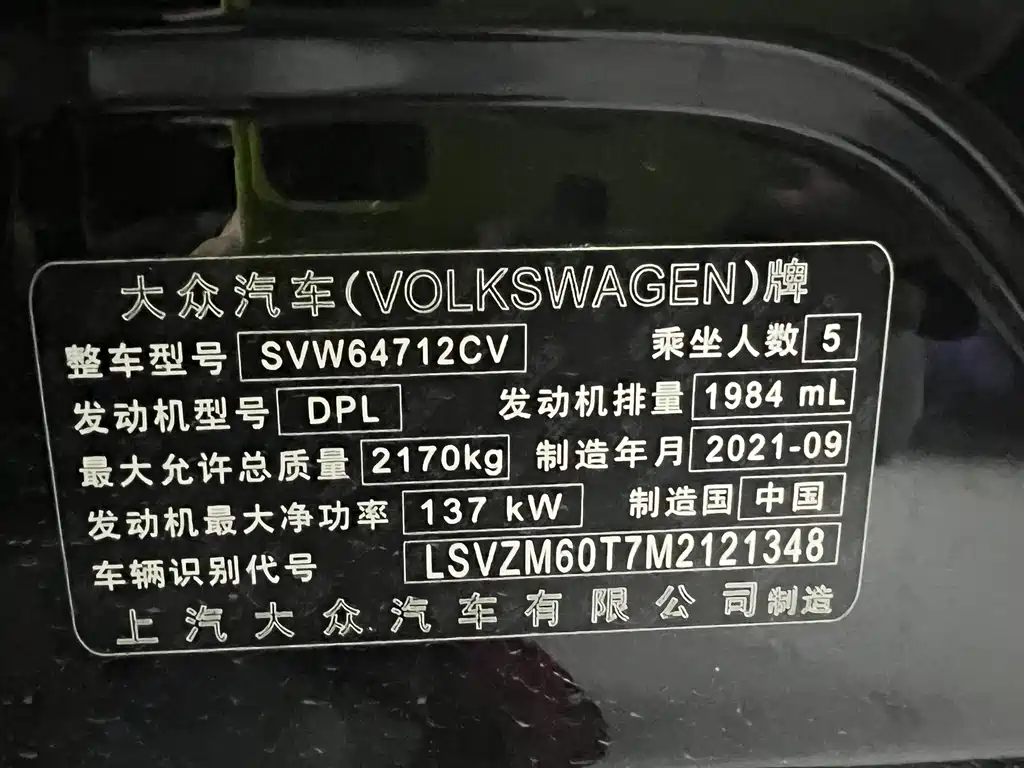 大众汽车(VOLKSWAGEN)牌
整车型号 SVW64712CV 乘坐人数 5
发动机型号 DPL 发动机排量 1984 mL
最大允许总质量 2170kg 制造年月 2021-09
发动机最大净功率 137 kW 制造国 中国
车辆识别代号 LSVZM60T7M2121348
上汽大众汽车有限公司制造